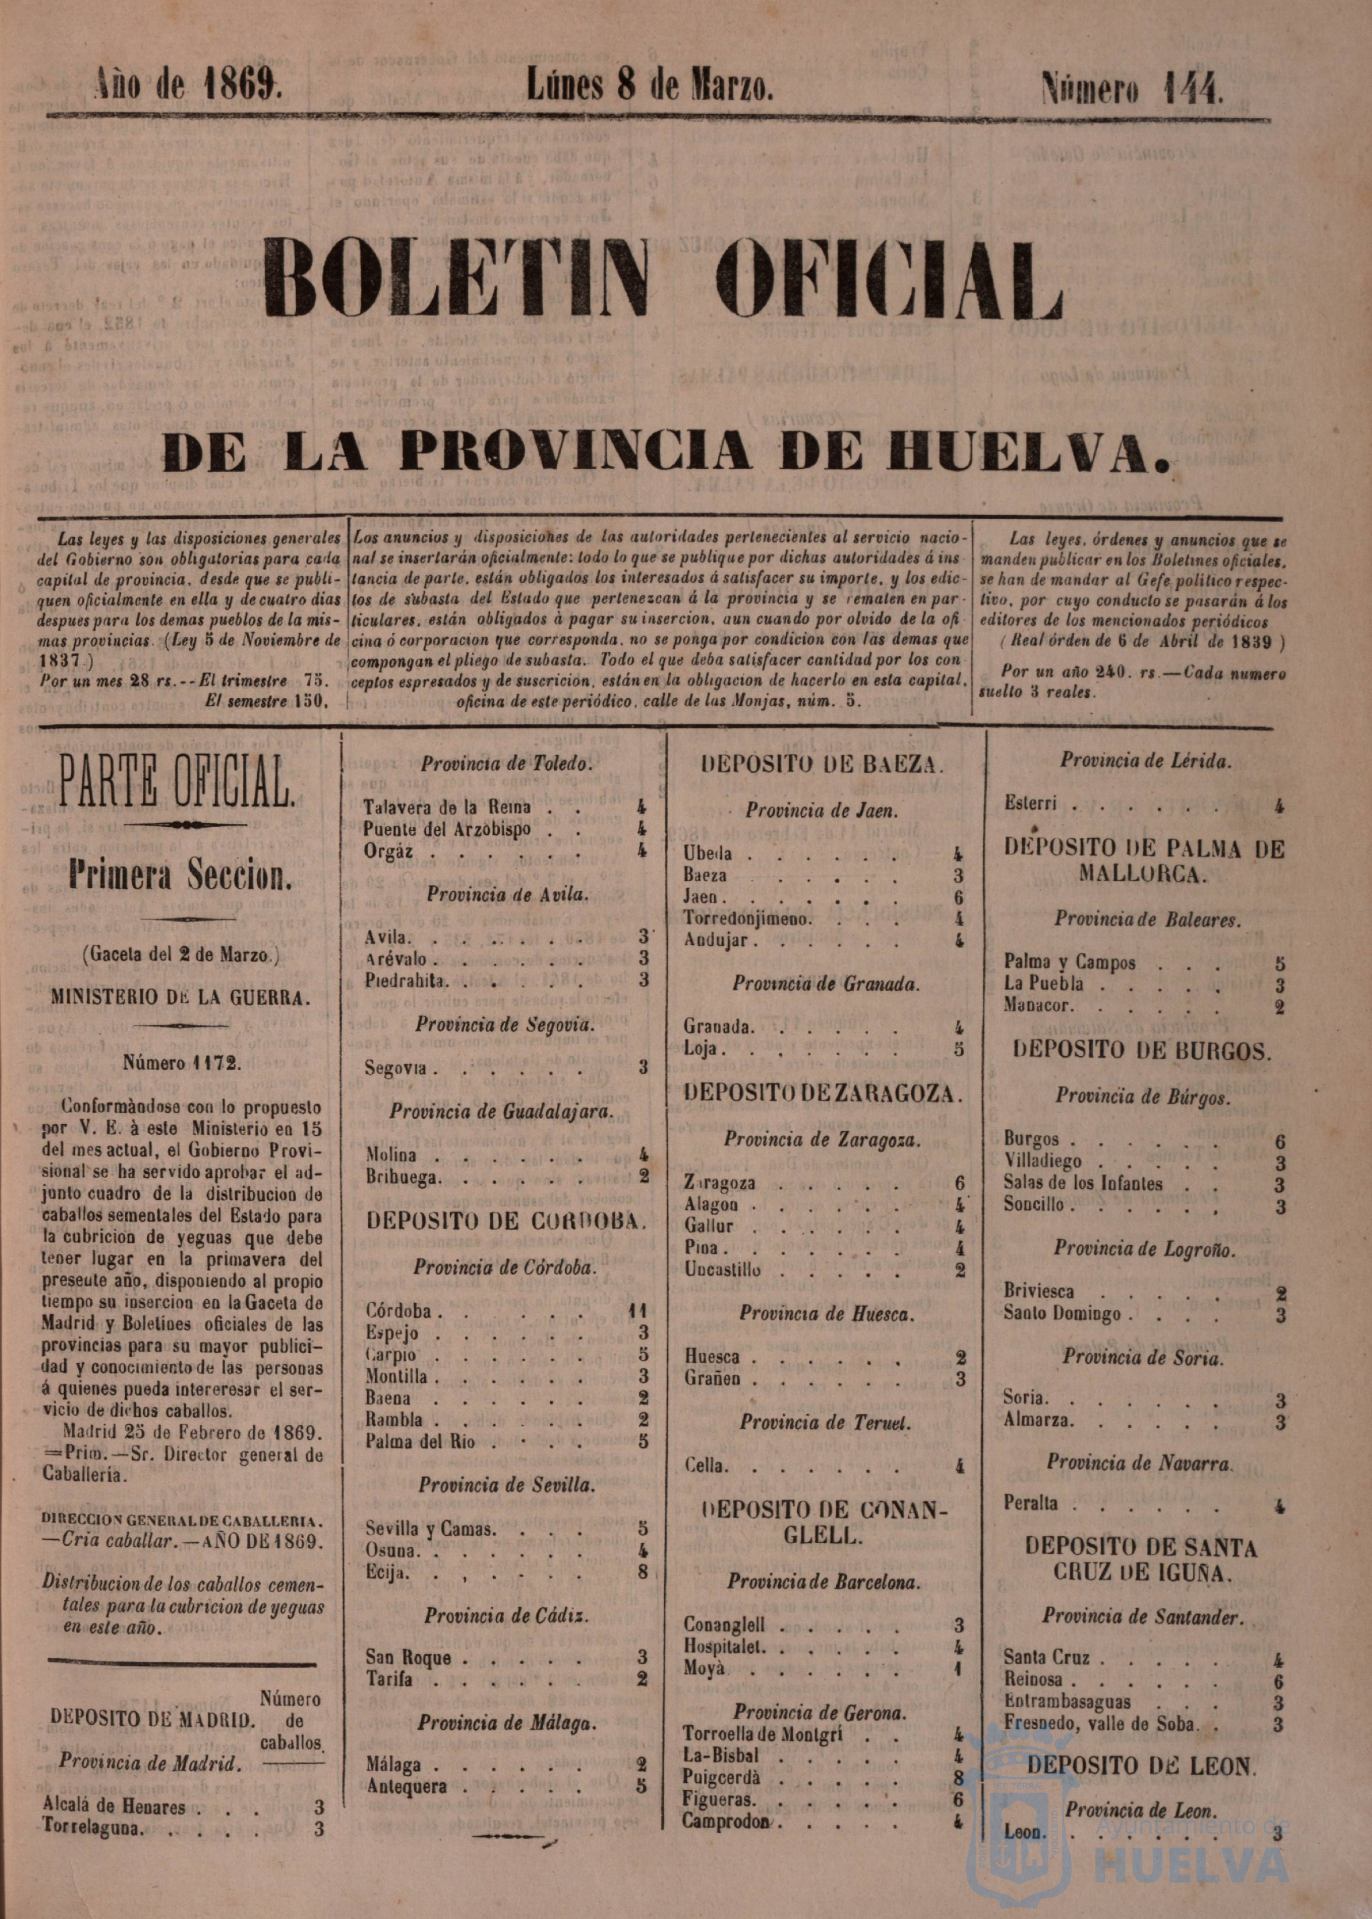 Año de 1869.
Lúnes 8 de Marzo.
Número 144.
BOLETIN OFICIAL
DE LA PROVINCIA DE HUELVA.
Las leyes y las disposiciones generales
del Gobierno son obligatorias para cada
capital de provincia, desde que se publi-
quen oficialmente en ella y de cuatro dias
despues para los demas pueblos de la mis-
mas provincias. (Ley 5 de Noviembre de
1837.)
Por un mes 28 rs.--El trimestre 75.
El semestre 150,
Los anuncios y disposiciones de las autoridades pertenecientes al servicio nacio-
nal se insertarán oficialmente: todo lo que se publique por dichas autoridades á ins-
tancia de parte, están obligados los interesados á satisfacer su importe, y los edic-
tos de subasta del Estado que pertenezcan á la provincia y se rematen en par-
ticulares, están obligados à pagar su insercion, aun cuando por olvido de la ofi-
cina ó corporacion que corresponda, no se ponga por condicion con las demas que
compongan el pliego de subasta. Todo el que deba satisfacer cantidad por los con-
ceptos espresados y de suscricion, están en la obligacion de hacerlo en esta capital,
oficina de este periódico, calle de las Monjas, núm. 5.
Las leyes, órdenes y anuncios que se
manden publicar en los Boletines oficiales,
se han de mandar al Gefe politico respec-
tivo, por cuyo conducto se pasarán á los
editores de los mencionados periódicos
(Real órden de 6 de Abril de 1839)
Por un año 240. rs.—Cada numero
suelto 3 reales.
PARTE OFICIAL.
Primera Seccion.
(Gaceta del 2 de Marzo.)
MINISTERIO DE LA GUERRA.
Número 1172.
Conformàndose con lo propuesto
por V. E. à este Ministerio en 15
del mes actual, el Gobierno Provi-
sional se ha servido aprobar el ad-
junto cuadro de la distribucion de
caballos sementales del Estado para
la cubricion de yeguas que debe
tener lugar en la primavera del
preseute año, disponiendo al propio
tiempo su insercion en la Gaceta de
Madrid y Boletines oficiales de las
provincias para su mayor publici-
dad y conocimiento de las personas
á quienes pueda intereresar el ser-
vicio de dichos caballos.
Madrid 25 de Febrero de 1869.
=Prim.—Sr. Director general de
Caballería.
DIRECCION GENERAL DE CABALLERIA.
—Cria caballar.—AÑO DE 1869.
Distribucion de los caballos cemen-
tales para la cubricion de yeguas
en este año.
Número
DEPOSITO DE MADRID. de
caballos.
Provincia de Madrid.
Alcalá de Henares . . . 3
Torrelaguna. . . . . 3
Provincia de Toledo.
Talavera de la Reina . . 4
Puente del Arzobispo . . 4
Orgáz . . . . . . 4
Provincia de Avila.
Avila. . . . . . . 3
Arévalo . . . . . . 3
Piedrahita. . . . . . 3
Provincia de Segovia.
Segovia . . . . . . 3
Provincia de Guadalajara.
Molina . . . . . . 4
Brihuega. . . . . . 2
DEPOSITO DE CORDOBA.
Provincia de Córdoba.
Córdoba . . . . . 11
Espejo . . . . . . 3
Carpio . . . . . . 5
Montilla . . . . . . 3
Baena . . . . . . 2
Rambla . . . . . . 2
Palma del Rio . . . . 5
Provincia de Sevilla.
Sevilla y Camas. . . . 5
Osuna. . . . . . . 4
Ecija. . . . . . . 8
Provincia de Cádiz.
San Roque . . . . . 3
Tarifa . . . . . . 2
Provincia de Málaga.
Málaga . . . . . . 2
Antequera . . . . . 5
DEPOSITO DE BAEZA.
Provincia de Jaen.
Ubeda . . . . . . 4
Baeza . . . . . 3
Jaen. . . . . . . 6
Torredonjimeno. . . . 4
Andujar . . . . . . 4
Provincia de Granada.
Granada. . . . . . 4
Loja. . . . . . . 5
DEPOSITO DE ZARAGOZA.
Provincia de Zaragoza.
Zaragoza . . . . . 6
Alagon . . . . . . 4
Gallur . . . . . . 4
Pina . . . . . . . 4
Uncastillo . . . . . 2
Provincia de Huesca.
Huesca . . . . . . 2
Grañen . . . . . . 3
Provincia de Teruel.
Cella. . . . . . . 4
DEPOSITO DE CONAN-
GLELL.
Provincia de Barcelona.
Conanglell . . . . . 3
Hospitalet. . . . . . 4
Moyà . . . . . . 1
Provincia de Gerona.
Torroella de Montgrí . . 4
La-Bisbal . . . . . 4
Puigcerdà . . . . . 8
Figueras. . . . . . 6
Camprodon . . . . . 4
Provincia de Lérida.
Esterri . . . . . . 4
DEPOSITO DE PALMA DE
MALLORCA.
Provincia de Baleares.
Palma y Campos . . . 5
La Puebla . . . . . 3
Manacor. . . . . . 2
DEPOSITO DE BURGOS.
Provincia de Búrgos.
Burgos . . . . . . 6
Villadiego . . . . . 3
Salas de los Infantes . . 3
Soncillo . . . . . . 3
Provincia de Logroño.
Briviesca . . . . . 2
Santo Domingo . . . . 3
Provincia de Soria.
Soria. . . . . . . 3
Almarza. . . . . . 3
Provincia de Navarra.
Peralta . . . . . . 4
DEPOSITO DE SANTA
CRUZ DE IGUÑA.
Provincia de Santander.
Santa Cruz . . . . . 4
Reinosa . . . . . . 6
Entrambasaguas . . . 3
Fresnedo, valle de Soba. . 3
DEPOSITO DE LEON.
Provincia de Leon.
Leon. . . . . . . 3
Ayuntamiento de
HUELVA